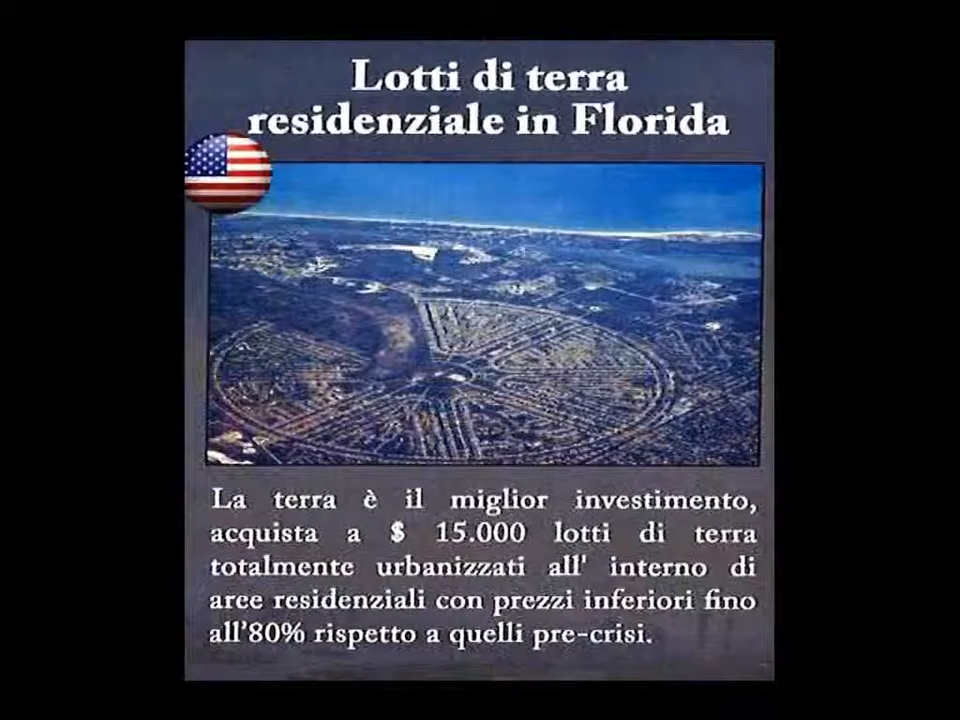 Lotti di terra
residenziale in Florida
La terra è il miglior investimento,
acquista a $ 15.000 lotti di terra
totalmente urbanizzati all' interno di
aree residenziali con prezzi inferiori fino
all'80% rispetto a quelli pre-crisi.